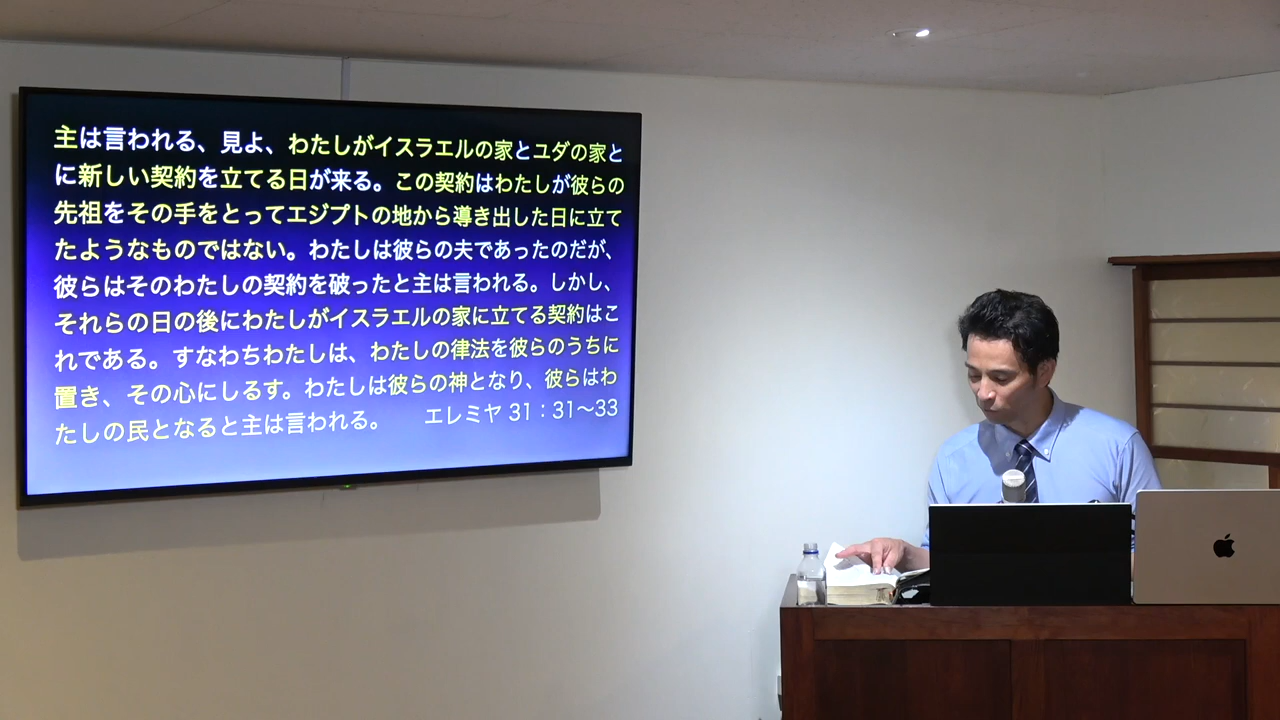 主は言われる、見よ、わたしがイスラエルの家とユダの家と
に新しい契約を立てる日が来る。この契約はわたしが彼らの
先祖をその手をとってエジプトの地から導き出した日に立て
たようなものではない。わたしは彼らの夫であったのだが、
彼らはそのわたしの契約を破ったと主は言われる。しかし、
それらの日の後にわたしがイスラエルの家に立てる契約はこ
れである。すなわちわたしは、わたしの律法を彼らのうちに
置き、その心にしるす。わたしは彼らの神となり、彼らはわ
たしの民となると主は言われる。 エレミヤ 31：31〜33